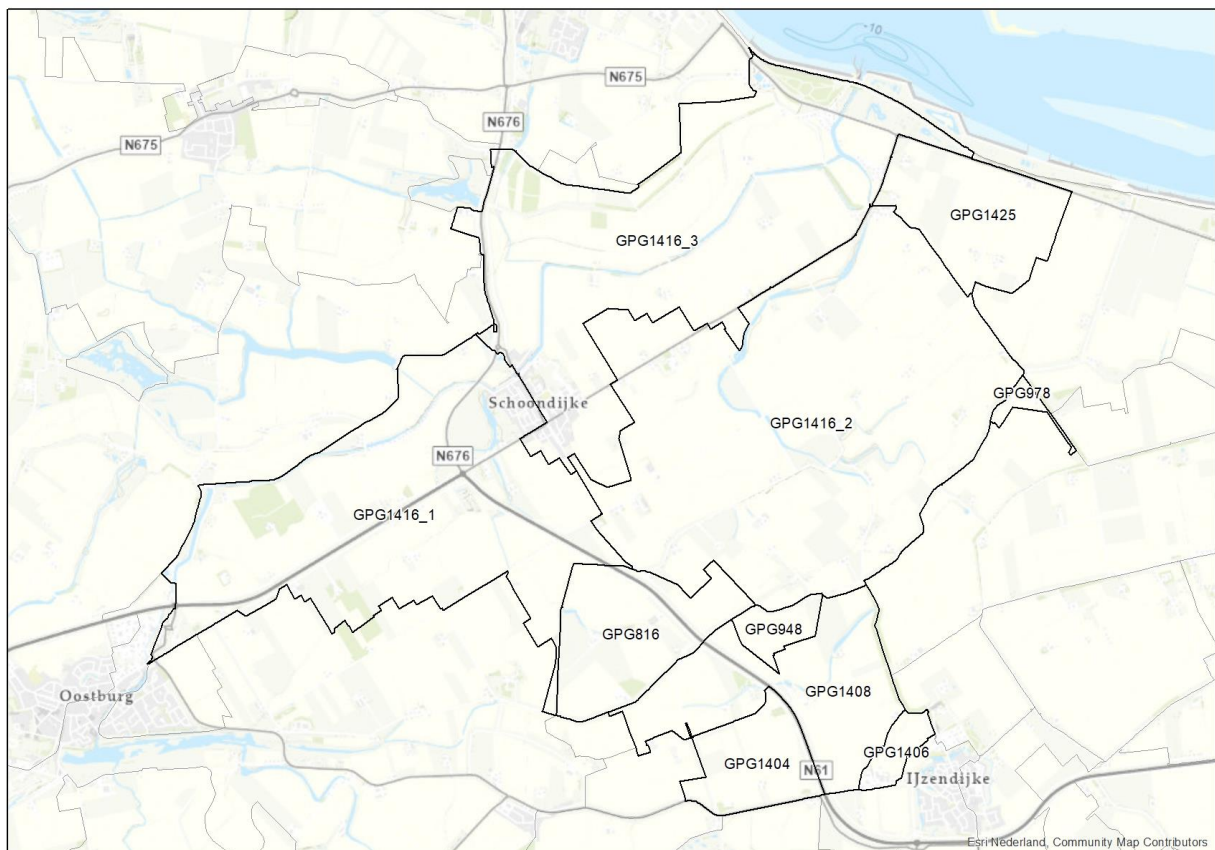 -10
N675
N676
N675
GPG1425
GPG1416_3
GPG978
Schoondijke
GPG1416_2
N676
GPG1416_1
GPG816
GPG948
Oostburg
GPG1408
GPG1406
GPG1404
N61
IJzendijke
Esri Nederland, Community Map Contributors